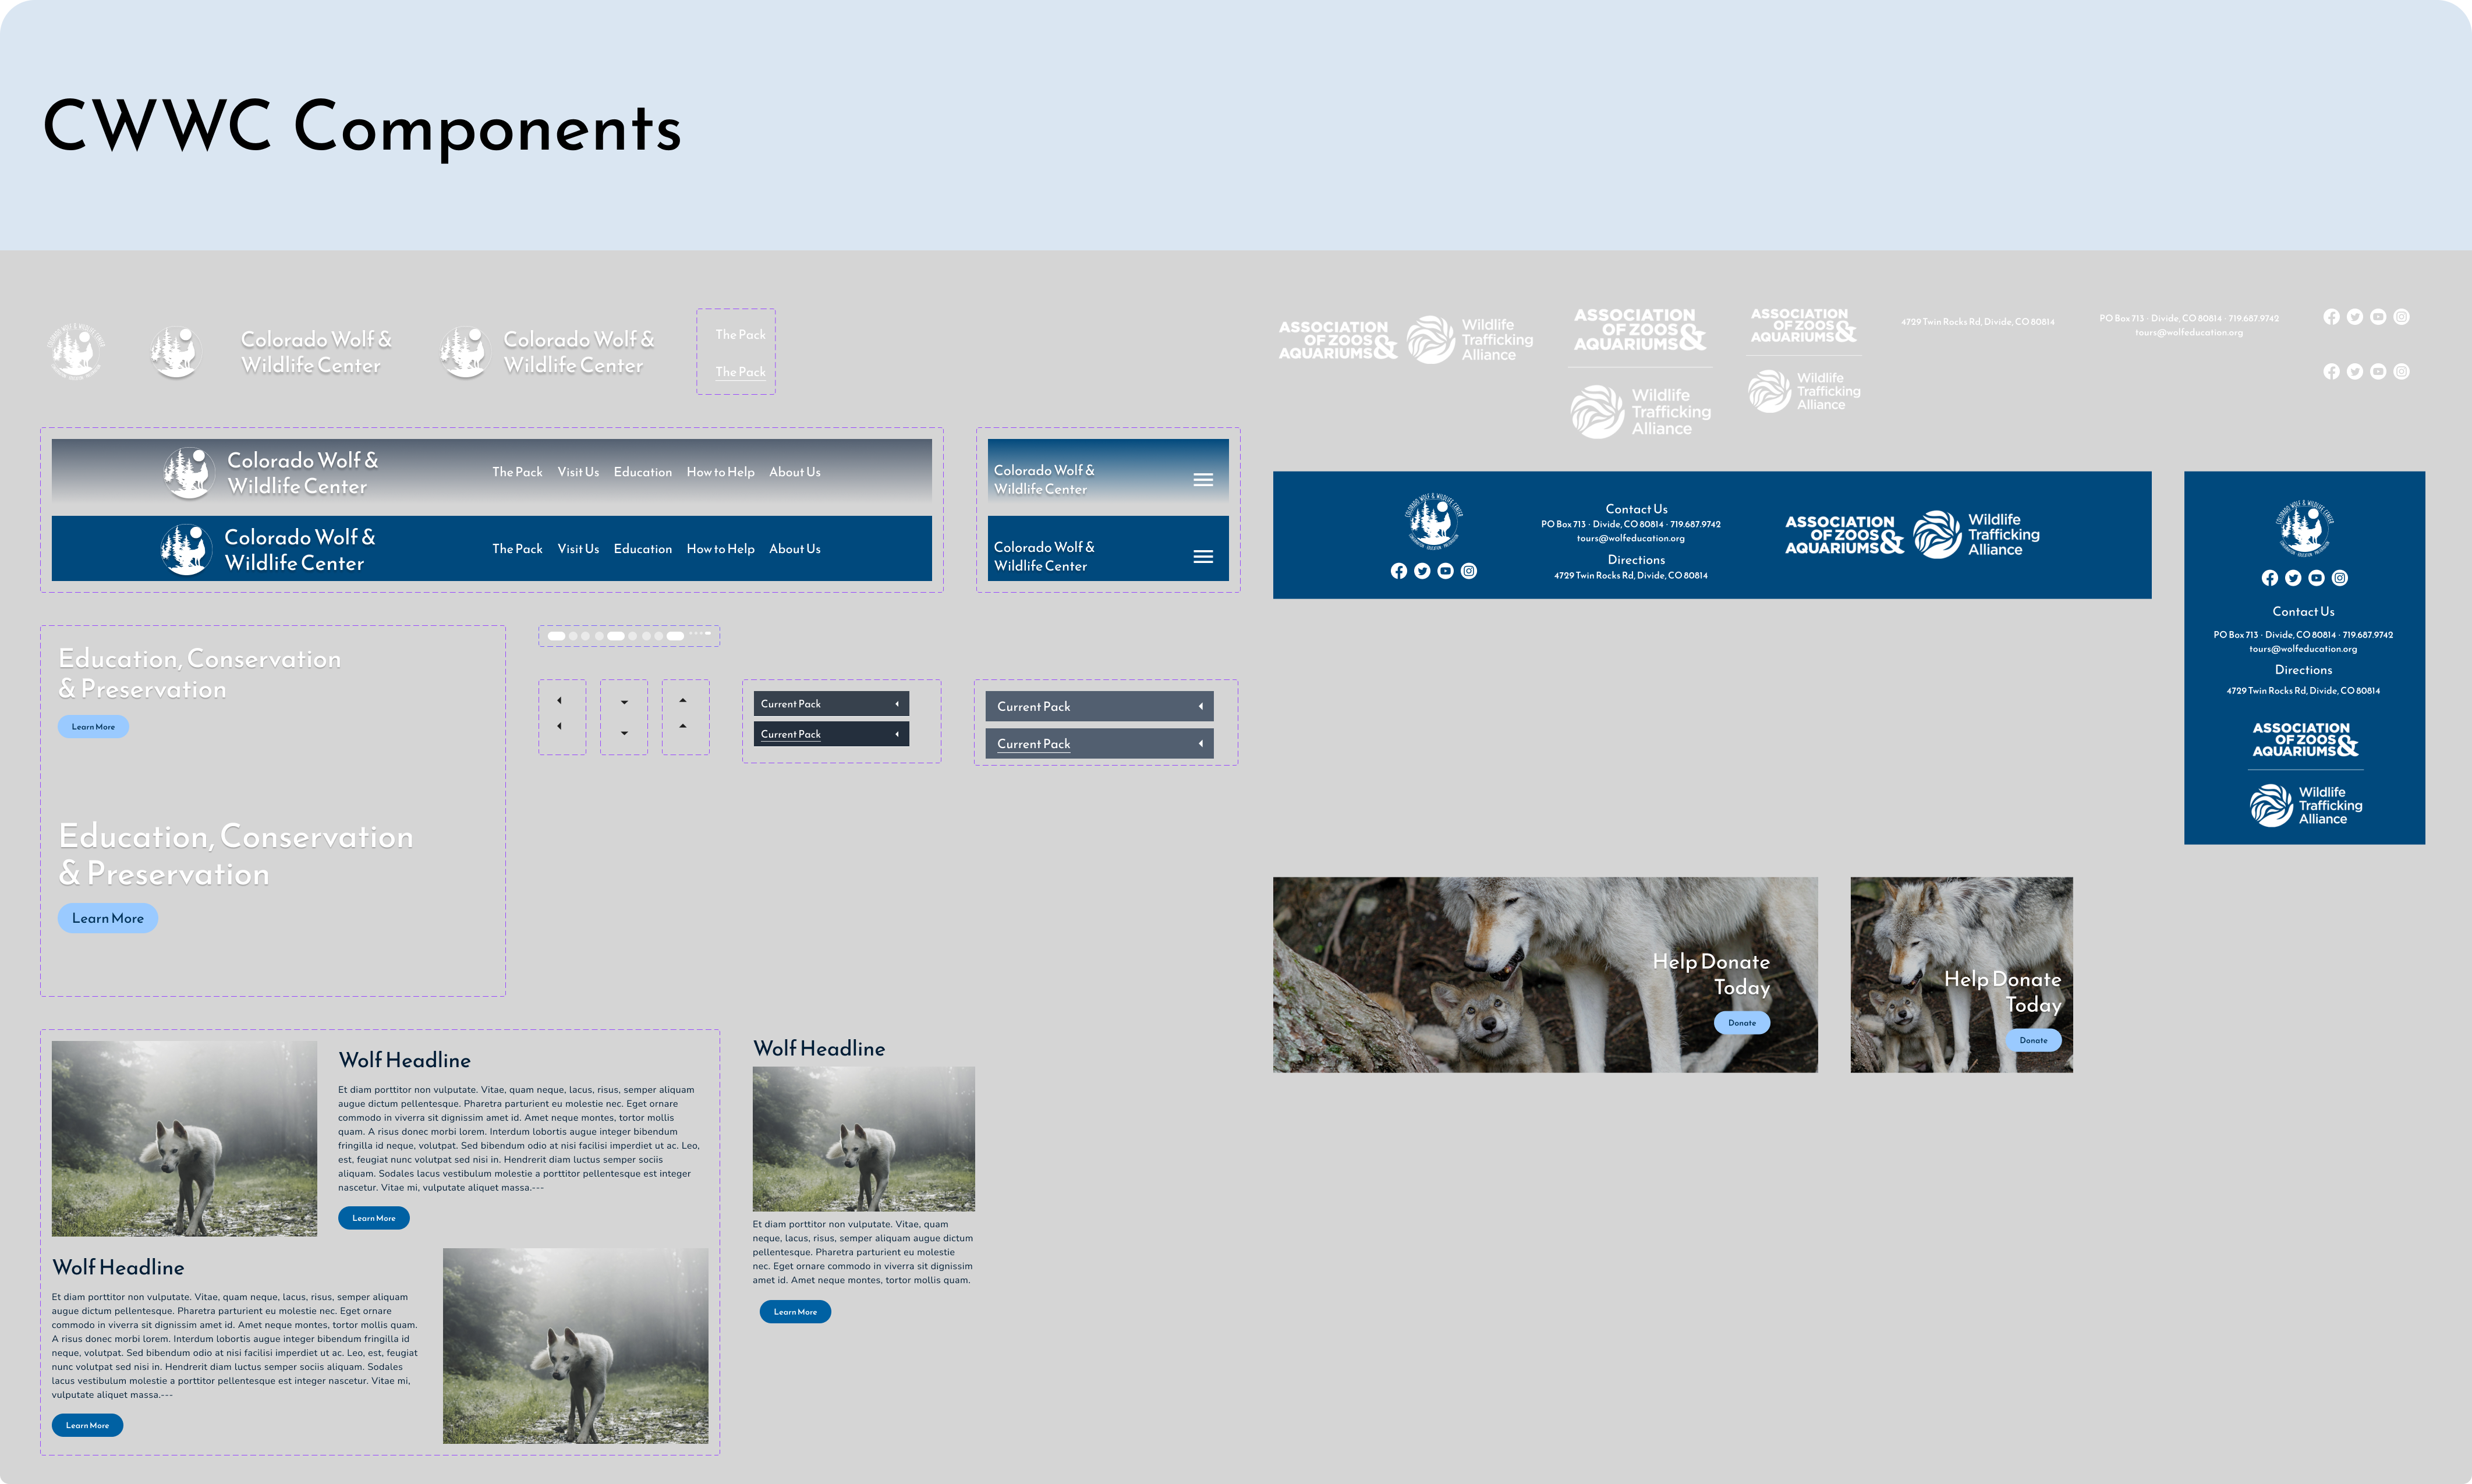 CWWC Components
Colorado Wolf &
Wildlife Center
Colorado Wolf &
Wildlife Center
The Pack
The Pack
ASSOCIATION
OF ZOOS &
AQUARIUMS
Wildlife
Trafficking
Alliance
ASSOCIATION
OF ZOOS &
AQUARIUMS
Wildlife
Trafficking
Alliance
ASSOCIATION
OF ZOOS &
AQUARIUMS
Wildlife
Trafficking
Alliance
4729 Twin Rocks Rd, Divide, CO 80814
PO Box 713 · Divide, CO 80814 · 719.687.9742
tours@wolfeducation.org
Colorado Wolf &
Wildlife Center
The Pack Visit Us Education How to Help About Us
Colorado Wolf &
Wildlife Center
The Pack Visit Us Education How to Help About Us
Colorado Wolf &
Wildlife Center
Colorado Wolf &
Wildlife Center
COLORADO WOLF & WILDLIFE CENTER
Contact Us
PO Box 713 · Divide, CO 80814 · 719.687.9742
tours@wolfeducation.org
Directions
4729 Twin Rocks Rd, Divide, CO 80814
ASSOCIATION
OF ZOOS &
AQUARIUMS
Wildlife
Trafficking
Alliance
COLORADO WOLF & WILDLIFE CENTER
Contact Us
PO Box 713 · Divide, CO 80814 · 719.687.9742
tours@wolfeducation.org
Directions
4729 Twin Rocks Rd, Divide, CO 80814
ASSOCIATION
OF ZOOS &
AQUARIUMS
Wildlife
Trafficking
Alliance
Education, Conservation
& Preservation
Learn More
Education, Conservation
& Preservation
Learn More
Current Pack
Current Pack
Current Pack
Current Pack
Help Donate
Today
Donate
Help Donate
Today
Donate
Wolf Headline
Et diam porttitor non vulputate. Vitae, quam neque, lacus, risus, semper aliquam
augue dictum pellentesque. Pharetra parturient eu molestie nec. Eget ornare
commodo in viverra sit dignissim amet id. Amet neque montes, tortor mollis
quam. A risus donec morbi lorem. Interdum lobortis augue integer bibendum
fringilla id neque, volutpat. Sed bibendum odio at nisi facilisi imperdiet ut ac. Leo,
est, feugiat nunc volutpat sed nisi in. Hendrerit diam luctus semper sociis
aliquam. Sodales lacus vestibulum molestie a porttitor pellentesque est integer
nascetur. Vitae mi, vulputate aliquet massa.---
Learn More
Wolf Headline
Et diam porttitor non vulputate. Vitae, quam neque, lacus, risus, semper aliquam
augue dictum pellentesque. Pharetra parturient eu molestie nec. Eget ornare
commodo in viverra sit dignissim amet id. Amet neque montes, tortor mollis quam.
A risus donec morbi lorem. Interdum lobortis augue integer bibendum fringilla id
neque, volutpat. Sed bibendum odio at nisi facilisi imperdiet ut ac. Leo, est, feugiat
nunc volutpat sed nisi in. Hendrerit diam luctus semper sociis aliquam. Sodales
lacus vestibulum molestie a porttitor pellentesque est integer nascetur. Vitae mi,
vulputate aliquet massa.---
Learn More
Wolf Headline
Et diam porttitor non vulputate. Vitae, quam
neque, lacus, risus, semper aliquam augue dictum
pellentesque. Pharetra parturient eu molestie
nec. Eget ornare commodo in viverra sit dignissim
amet id. Amet neque montes, tortor mollis quam.
Learn More